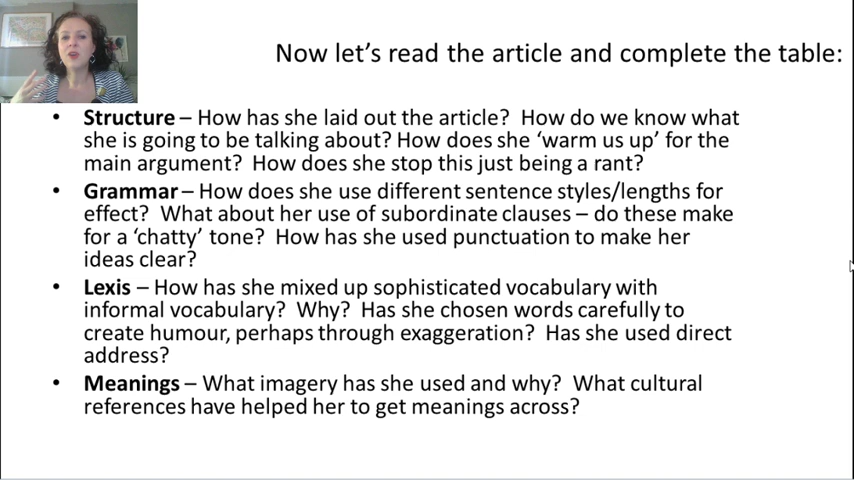 Now let's read the article and complete the table:
• Structure – How has she laid out the article?  How do we know what
she is going to be talking about? How does she 'warm us up' for the
main argument?  How does she stop this just being a rant?
• Grammar – How does she use different sentence styles/lengths for
effect?  What about her use of subordinate clauses – do these make
for a 'chatty' tone?  How has she used punctuation to make her
ideas clear?
• Lexis – How has she mixed up sophisticated vocabulary with
informal vocabulary?  Why?  Has she chosen words carefully to
create humour, perhaps through exaggeration?  Has she used direct
address?
• Meanings – What imagery has she used and why?  What cultural
references have helped her to get meanings across?